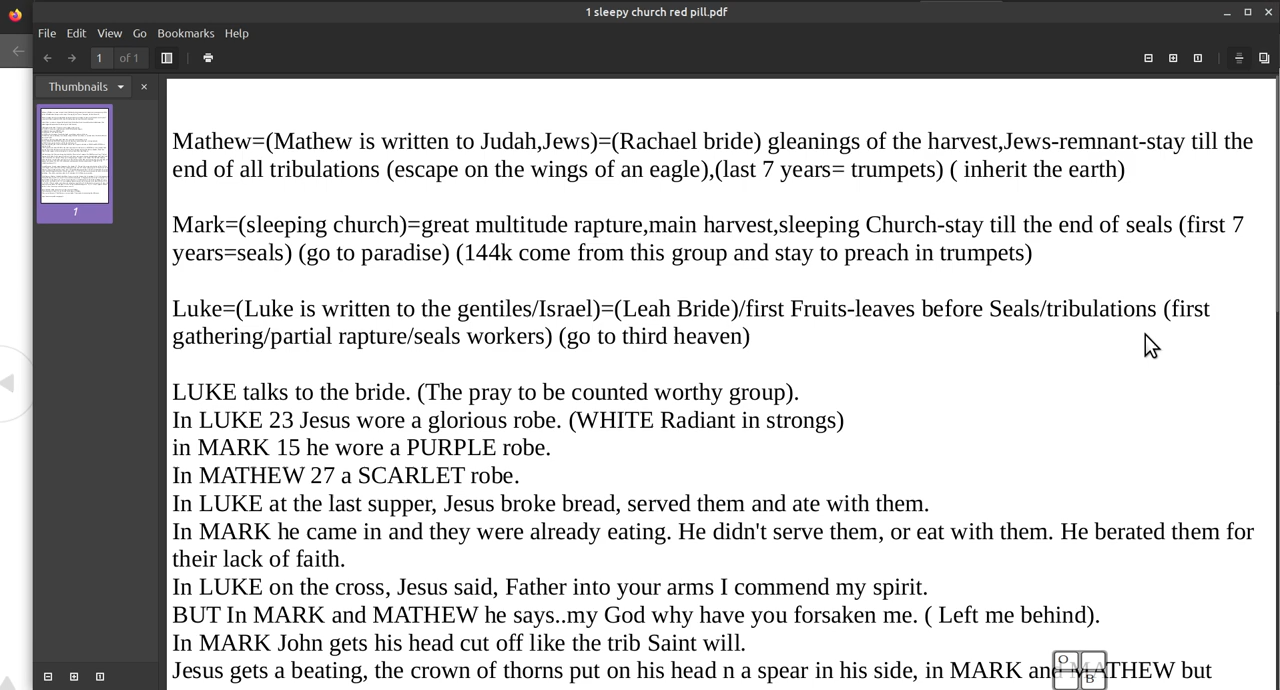 1 sleepy church red pill.pdf
File Edit View Go Bookmarks Help
1 of 1
Thumbnails
1
Mathew=(Mathew is written to Judah,Jews)=(Rachael bride) gleanings of the harvest,Jews-remnant-stay till the
end of all tribulations (escape on the wings of an eagle),(last 7 years= trumpets) ( inherit the earth)
Mark=(sleeping church)=great multitude rapture,main harvest,sleeping Church-stay till the end of seals (first 7
years=seals) (go to paradise) (144k come from this group and stay to preach in trumpets)
Luke=(Luke is written to the gentiles/Israel)=(Leah Bride)/first Fruits-leaves before Seals/tribulations (first
gathering/partial rapture/seals workers) (go to third heaven)
LUKE talks to the bride. (The pray to be counted worthy group).
In LUKE 23 Jesus wore a glorious robe. (WHITE Radiant in strongs)
in MARK 15 he wore a PURPLE robe.
In MATHEW 27 a SCARLET robe.
In LUKE at the last supper, Jesus broke bread, served them and ate with them.
In MARK he came in and they were already eating. He didn't serve them, or eat with them. He berated them for
their lack of faith.
In LUKE on the cross, Jesus said, Father into your arms I commend my spirit.
BUT In MARK and MATHEW he says..my God why have you forsaken me. ( Left me behind).
In MARK John gets his head cut off like the trib Saint will.
Jesus gets a beating, the crown of thorns put on his head n a spear in his side, in MARK and MATHEW but
O
B